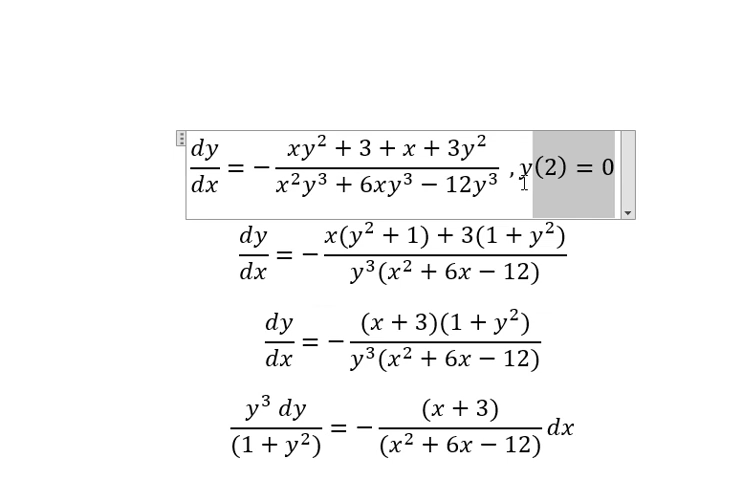 dy/dx = − (xy² + 3 + x + 3y²)/(x²y³ + 6xy³ − 12y³) , y(2) = 0
dy/dx = − (x(y² + 1) + 3(1 + y²))/(y³(x² + 6x − 12))
dy/dx = − ((x + 3)(1 + y²))/(y³(x² + 6x − 12))
(y³ dy)/((1 + y²)) = − ((x + 3))/((x² + 6x − 12)) dx